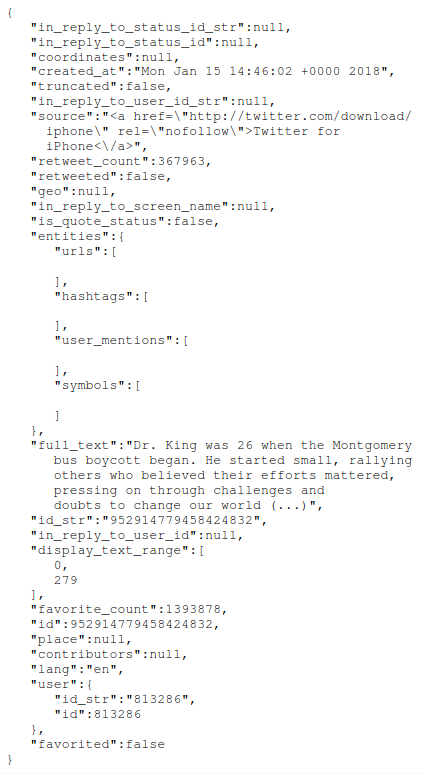 {
"in_reply_to_status_id_str":null,
"in_reply_to_status_id":null,
"coordinates":null,
"created_at":"Mon Jan 15 14:46:02 +0000 2018",
"truncated":false,
"in_reply_to_user_id_str":null,
"source":"<a href=\"http://twitter.com/download/
iphone\" rel=\"nofollow\">Twitter for
iPhone<\/a>",
"retweet_count":367963,
"retweeted":false,
"geo":null,
"in_reply_to_screen_name":null,
"is_quote_status":false,
"entities":{
"urls":[
],
"hashtags":[
],
"user_mentions":[
],
"symbols":[
]
},
"full_text":"Dr. King was 26 when the Montgomery
bus boycott began. He started small, rallying
others who believed their efforts mattered,
pressing on through challenges and
doubts to change our world (...)",
"id_str":"952914779458424832",
"in_reply_to_user_id":null,
"display_text_range":[
0,
279
],
"favorite_count":1393878,
"id":952914779458424832,
"place":null,
"contributors":null,
"lang":"en",
"user":{
"id_str":"813286",
"id":813286
},
"favorited":false
}